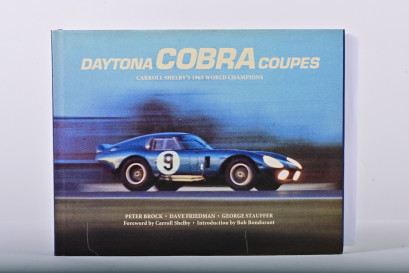 DAYTONA COBRA COUPES
CARROLL SHELBY'S 1965 WORLD CHAMPIONS
9
PETER BROCK • DAVE FRIEDMAN • GEORGE STAUFFER
Foreword by Carroll Shelby • Introduction by Bob Bondurant